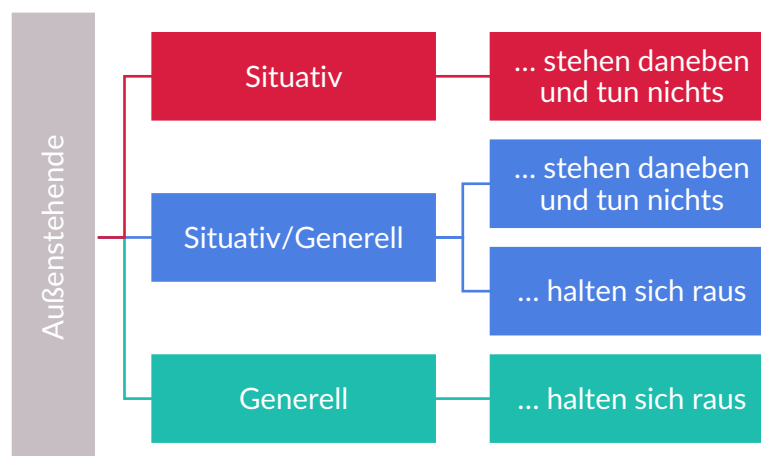 Außenstehende
Situativ
... stehen daneben
und tun nichts
Situativ/Generell
... stehen daneben
und tun nichts
... halten sich raus
Generell
... halten sich raus